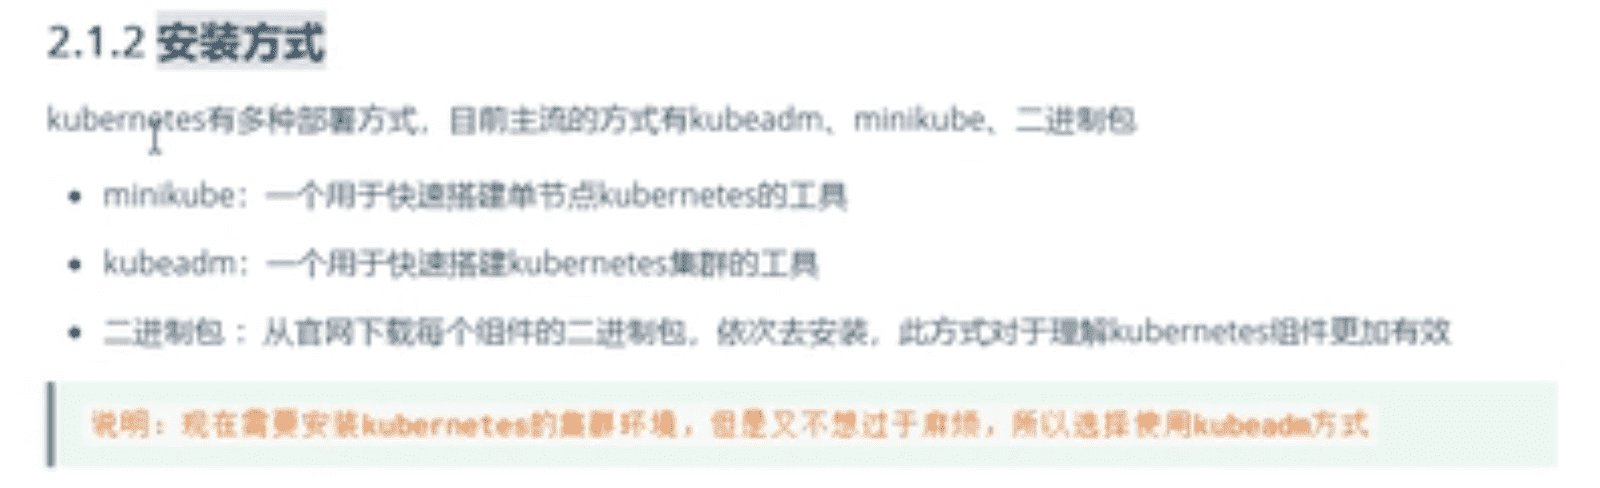 2.1.2 安装方式
kubernetes有多种部署方式，目前主流的方式有kubeadm、minikube、二进制包
minikube：一个用于快速搭建单节点kubernetes的工具
kubeadm：一个用于快速搭建kubernetes集群的工具
二进制包 ：从官网下载每个组件的二进制包，依次去安装，此方式对于理解kubernetes组件更加有效
说明：现在需要安装kubernetes的集群环境，但是又不想过于麻烦，所以选择使用kubeadm方式